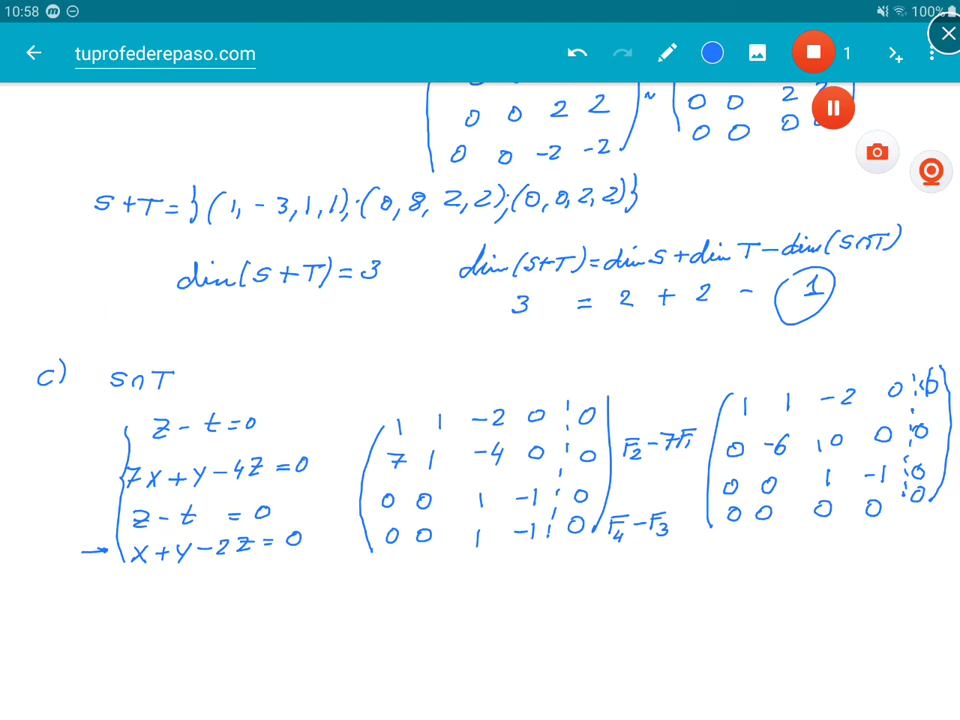 10:58 100%
tuprofederepaso.com 1
0 0 2 2 ~ 0 0 2
0 0 -2 -2 0 0 0
S+T={(1,-3,1,1);(0,8,2,2);(0,0,2,2)}
dim(S+T)=3 dim(S+T)=dim S+dim T-dim(S∩T)
3 = 2 + 2 - 1
c) S∩T
z-t=0
7x+y-4z=0
z-t=0
→ x+y-2z=0
1 1 -2 0 0
7 1 -4 0 0 F2-7F1
0 0 1 -1 0
0 0 1 -1 0 F4-F3
1 1 -2 0 0
0 -6 10 0 0
0 0 1 -1 0
0 0 0 0 0